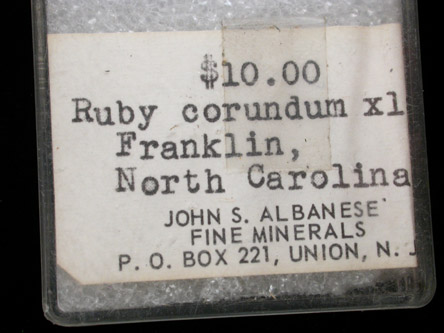 $10.00
Ruby corundum xl
Franklin,
North Carolina
JOHN S. ALBANESE
FINE MINERALS
P. O. BOX 221, UNION, N. J